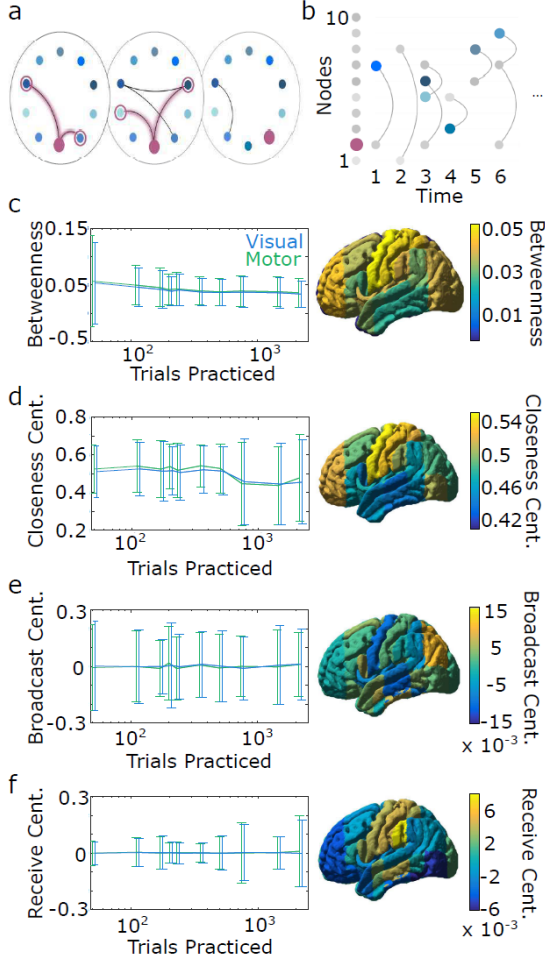 a
b
10
Nodes
1
...
1 2 3 4 5 6
Time
c
0.15
Visual
Motor
0.05
-0.5
Betweenness
10²
10³
Trials Practiced
0.05
0.03
0.01
Betweenness
d
0.8
0.6
0.4
0.2
Closeness Cent.
10²
10³
Trials Practiced
0.54
0.5
0.46
0.42
Closeness Cent.
e
0.3
0
-0.3
Broadcast Cent.
10²
10³
Trials Practiced
15
5
-5
-15
x 10⁻³
Broadcast Cent.
f
0.3
0
-0.3
Receive Cent.
10²
10³
Trials Practiced
6
2
-2
-6
x 10⁻³
Receive Cent.